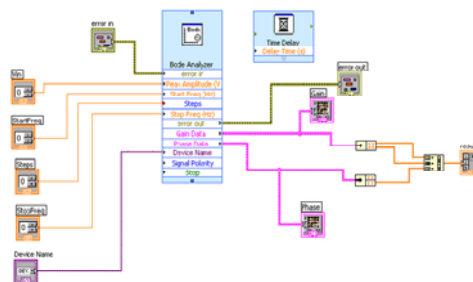 error in
Bode
Bode Analyzer
error in
Peak Amplitude (V
Start Freq (Hz)
Steps
Stop Freq (Hz)
error out
Gain Data
Phase Data
Device Name
Signal Polarity
Stop
Time Delay
Delay Time (s)
error out
Gain
Phase
Vin
StartFreq
Steps
StopFreq
Device Name